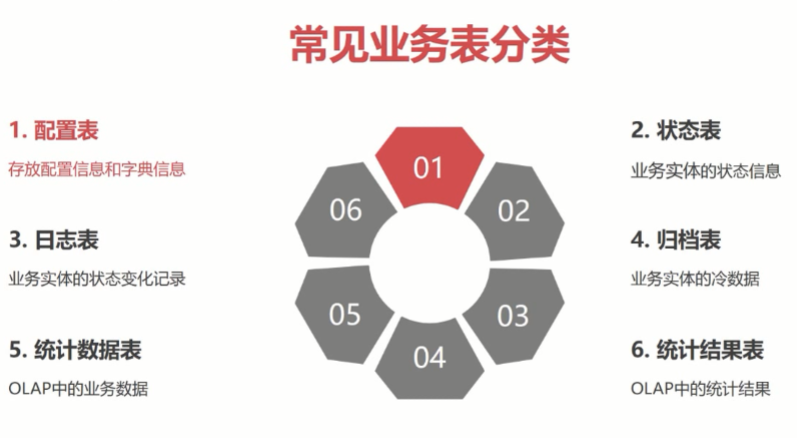 常见业务表分类
1. 配置表
存放配置信息和字典信息
2. 状态表
业务实体的状态信息
3. 日志表
业务实体的状态变化记录
4. 归档表
业务实体的冷数据
5. 统计数据表
OLAP中的业务数据
6. 统计结果表
OLAP中的统计结果
01
02
03
04
05
06